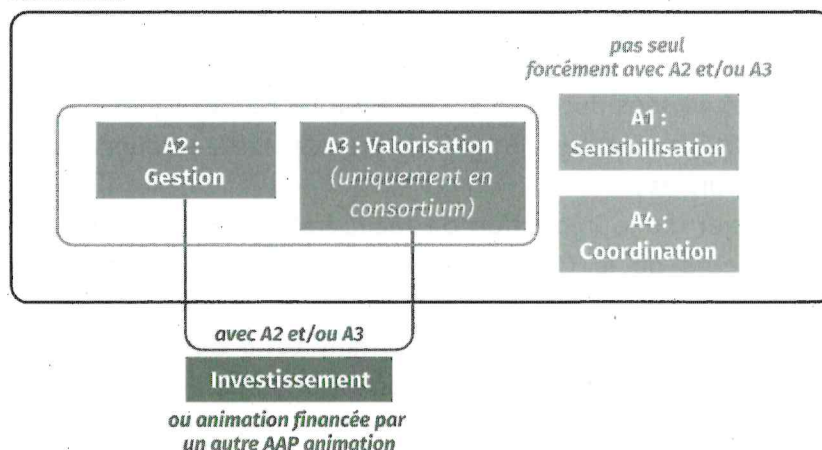 pas seul
forcément avec A2 et/ou A3
A2 :
Gestion
A3 : Valorisation
(uniquement en
consortium)
A1 :
Sensibilisation
A4 :
Coordination
avec A2 et/ou A3
Investissement
ou animation financée par
un autre AAP animation